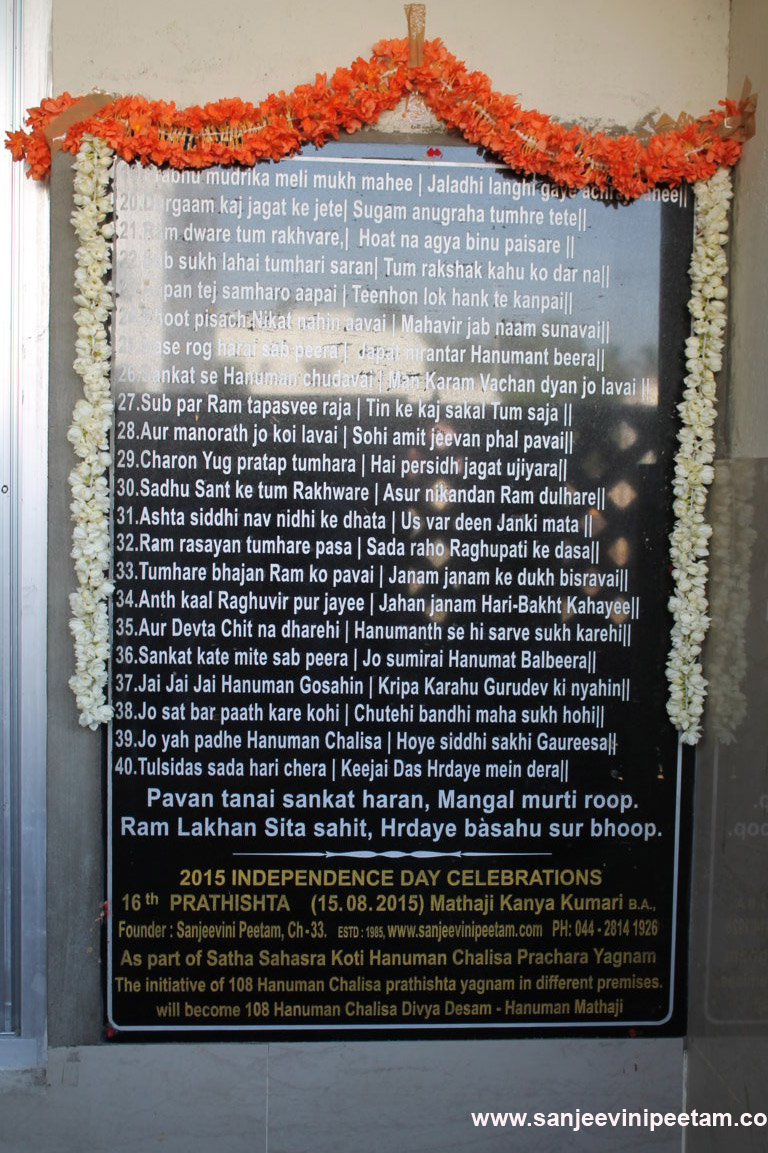 mudrika meli mukh mahee | Jaladhi langhi gaye
20. kaj jagat ke jete| Sugam anugraha tumhre tete||
21 dware tum rakhvare,| Hoat na agya binu paisare ||
sukh lahai tumhari saran| Tum rakshak kahu ko dar na||
tej samharo aapai | Teenhon lok hank te kanpai||
pisach Nikat nahin aavai | Mahavir jab naam sunavai||
rog harai sab peera | Japat nirantar Hanumant beera||
26.Sankat se Hanuman chudavai | Man Karam Vachan dyan jo lavai ||
27.Sub par Ram tapasvee raja | Tin ke kaj sakal Tum saja ||
28.Aur manorath jo koi lavai | Sohi amit jeevan phal pavai||
29.Charon Yug pratap tumhara | Hai persidh jagat ujiyara||
30.Sadhu Sant ke tum Rakhware | Asur nikandan Ram dulhare||
31.Ashta siddhi nav nidhi ke dhata | Us var deen Janki mata ||
32.Ram rasayan tumhare pasa | Sada raho Raghupati ke dasa||
33.Tumhare bhajan Ram ko pavai | Janam janam ke dukh bisravai||
34.Anth kaal Raghuvir pur jayee | Jahan janam Hari-Bakht Kahayee||
35.Aur Devta Chit na dharehi | Hanumanth se hi sarve sukh karehi||
36.Sankat kate mite sab peera | Jo sumirai Hanumat Balbeera||
37.Jai Jai Jai Hanuman Gosahin | Kripa Karahu Gurudev ki nyahin||
38.Jo sat bar paath kare kohi | Chutehi bandhi maha sukh hohi||
39.Jo yah padhe Hanuman Chalisa | Hoye siddhi sakhi Gaureesa||
40.Tulsidas sada hari chera | Keejai Das Hrdaye mein dera||
Pavan tanai sankat haran, Mangal murti roop.
Ram Lakhan Sita sahit, Hrdaye bàsahu sur bhoop.
2015 INDEPENDENCE DAY CELEBRATIONS
16th PRATHISHTA (15.08.2015) Mathaji Kanya Kumari B.A.,
Founder : Sanjeevini Peetam, Ch-33. ESTD : 1985, www.sanjeevinipeetam.com PH: 044 - 2814 1926
As part of Satha Sahasra Koti Hanuman Chalisa Prachara Yagnam
The initiative of 108 Hanuman Chalisa prathishta yagnam in different premises.
will become 108 Hanuman Chalisa Divya Desam - Hanuman Mathaji
www.sanjeevinipeetam.co